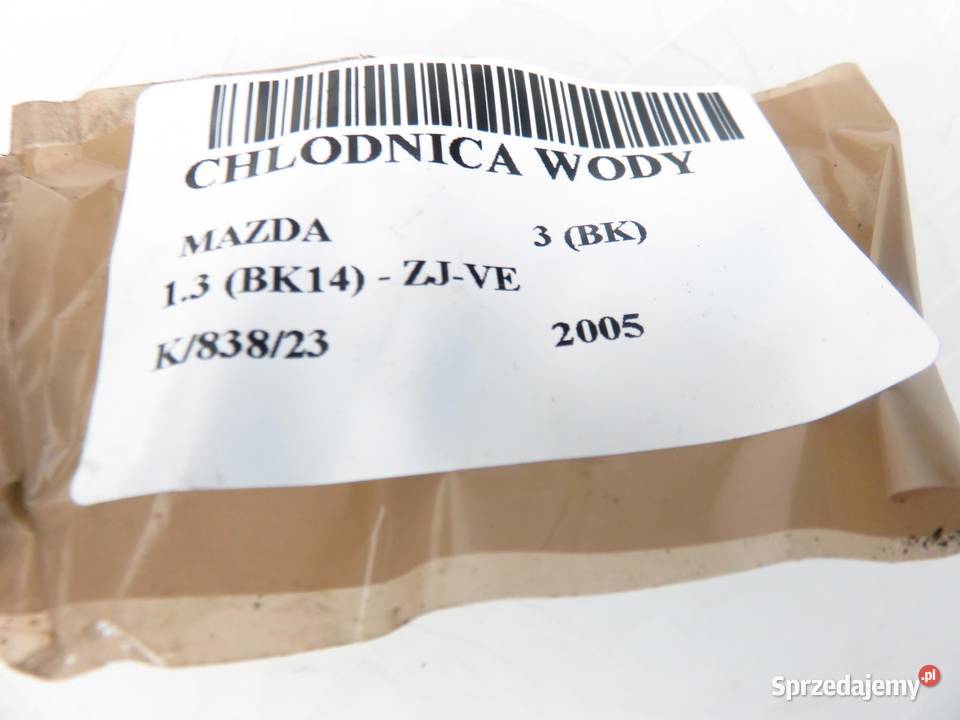 CHLODNICA WODY
MAZDA 3 (BK)
1.3 (BK14) - ZJ-VE
K/838/23 2005
Sprzedajemy.pl